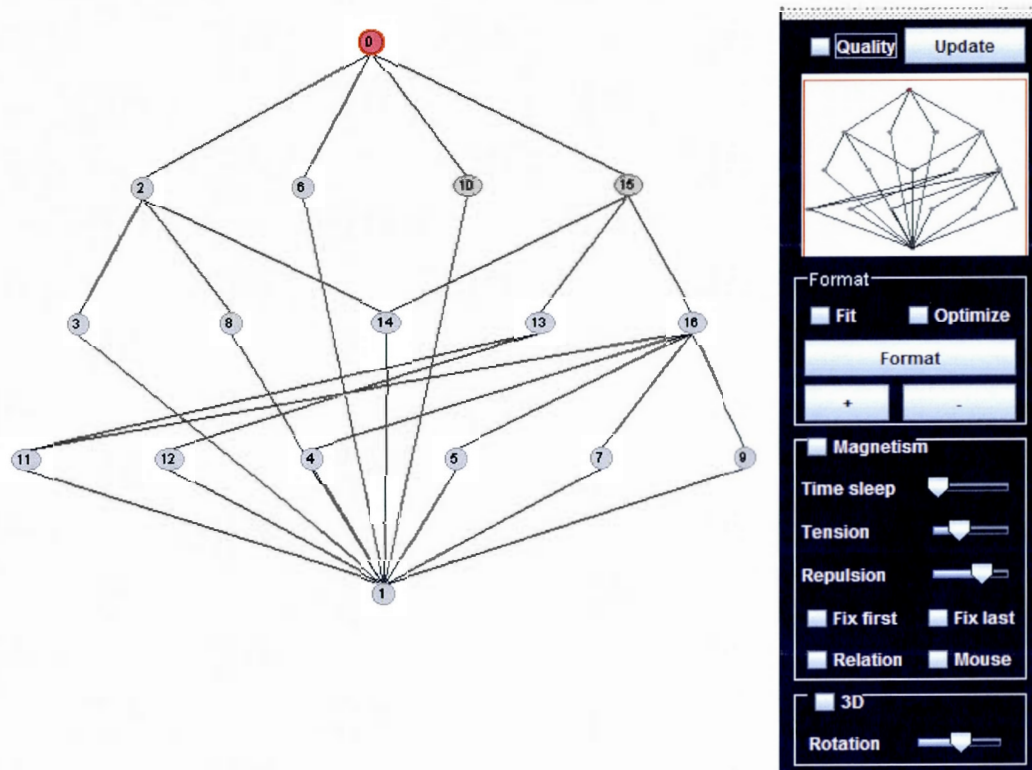 0
2 6 10 15
3 8 14 13 16
11 12 4 5 7 9
1
Quality Update
Format
Fit Optimize
Format
+ -
Magnetism
Time sleep
Tension
Repulsion
Fix first Fix last
Relation Mouse
3D
Rotation